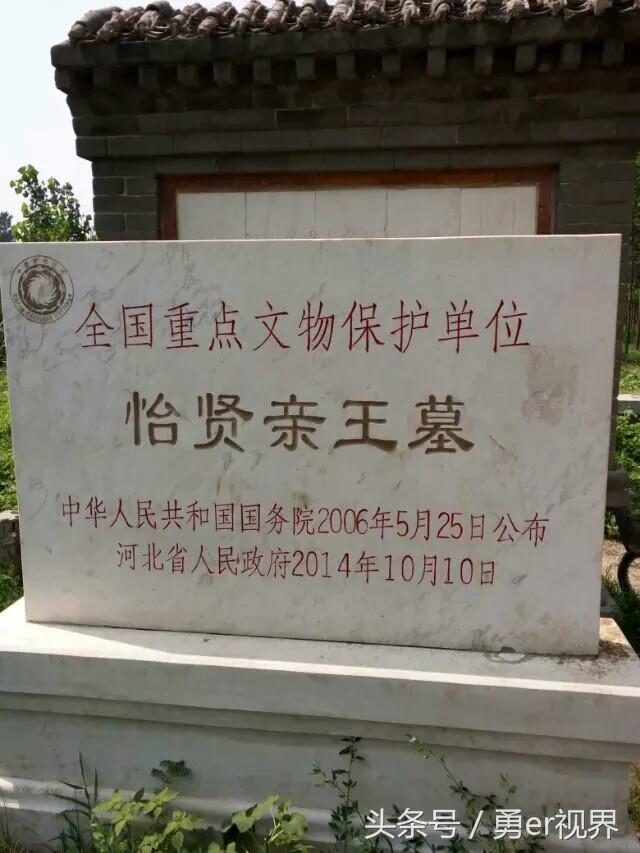 全国重点文物保护单位
怡贤亲王墓
中华人民共和国国务院2006年5月25日公布
河北省人民政府2014年10月10日
头条号 / 勇er视界